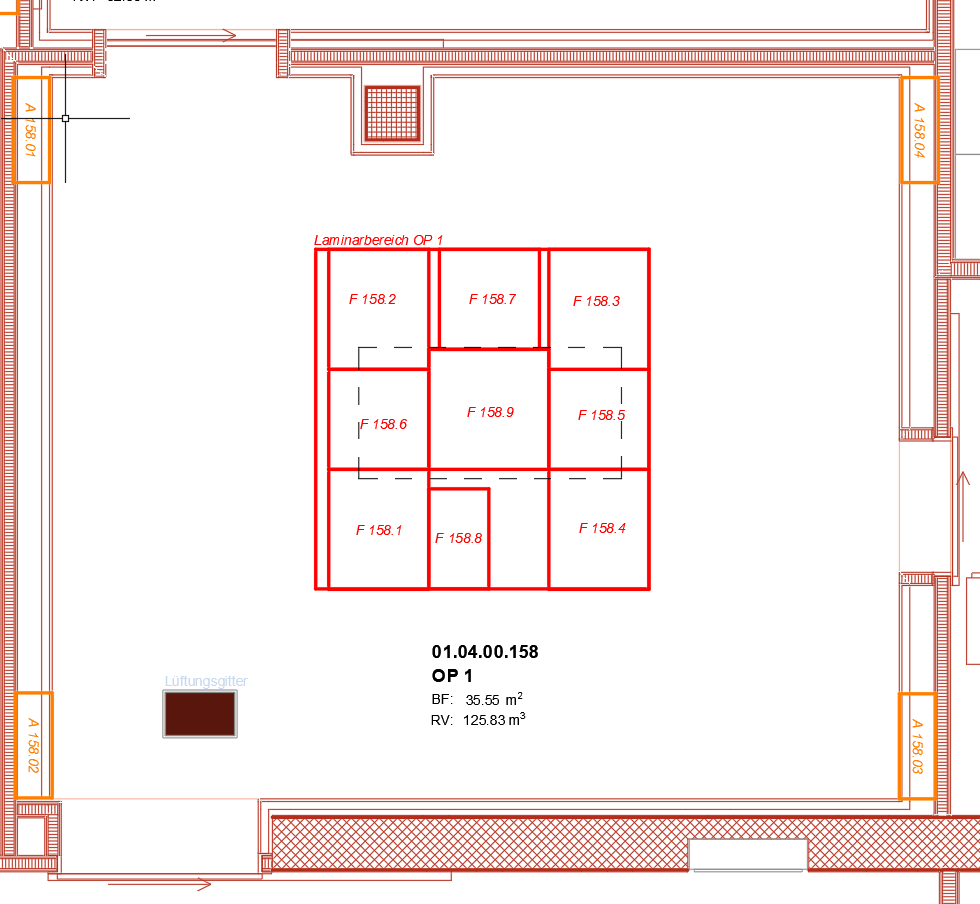 A 158.01
A 158.04
Laminarbereich OP 1
F 158.2
F 158.7
F 158.3
F 158.6
F 158.9
F 158.5
F 158.1
F 158.8
F 158.4
01.04.00.158
OP 1
BF: 35.55 m²
RV: 125.83 m³
Lüftungsgitter
A 158.02
A 158.03